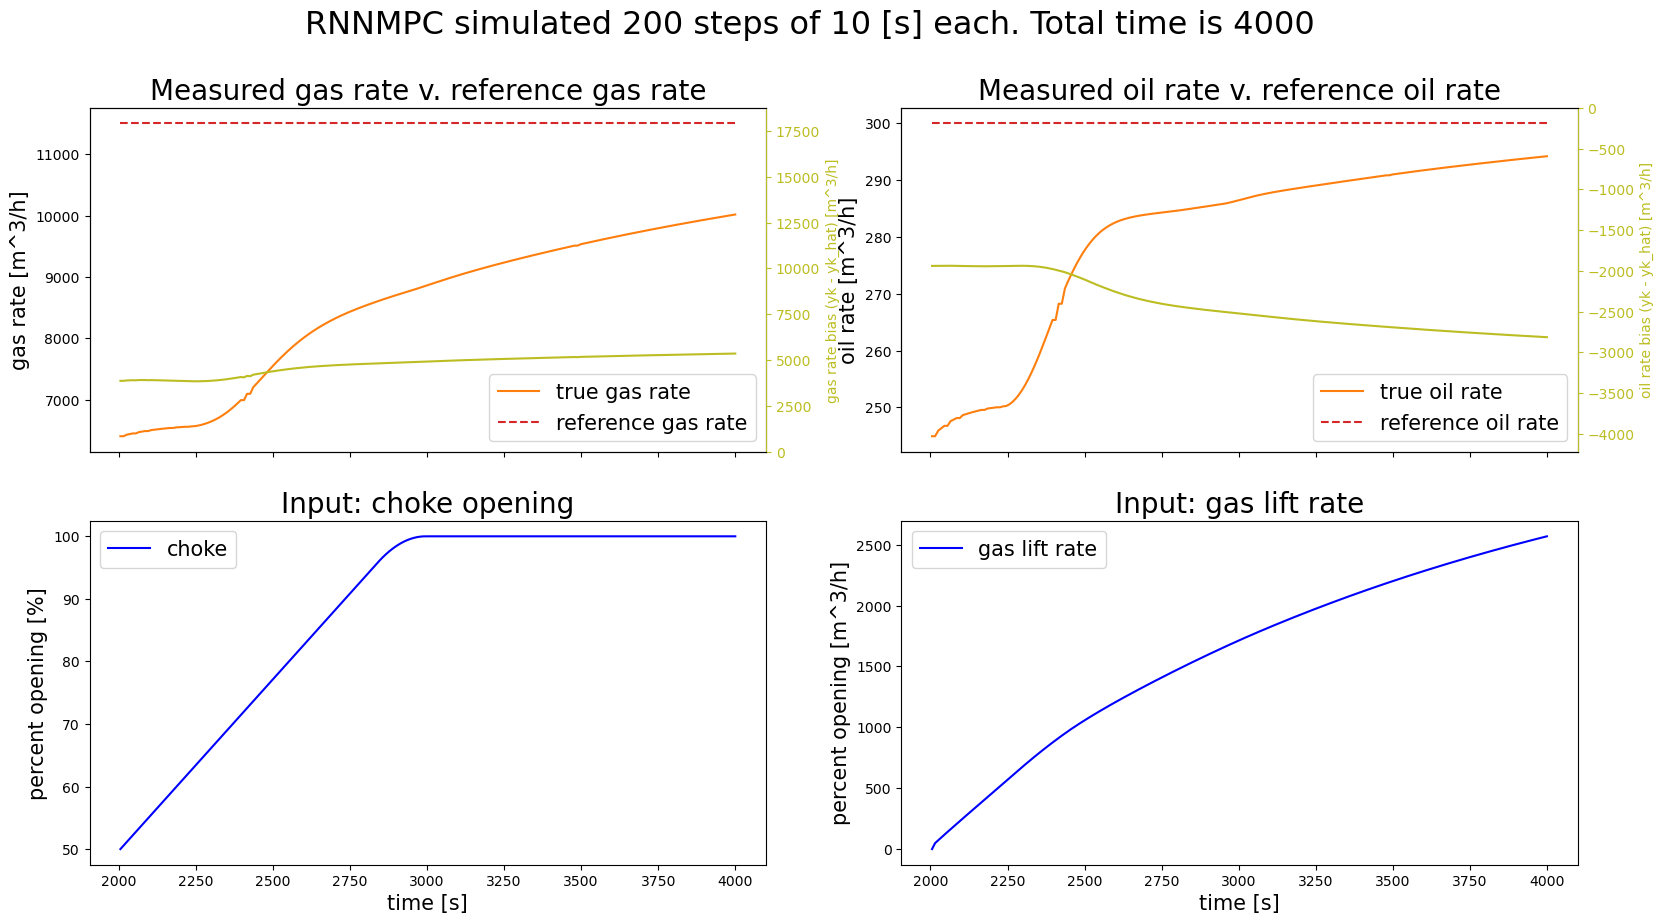 RNNMPC simulated 200 steps of 10 [s] each. Total time is 4000
Measured gas rate v. reference gas rate
gas rate [m^3/h]
11000
10000
9000
8000
7000
17500
15000
12500
10000
7500
5000
2500
0
gas rate bias (yk - yk_hat) [m^3/h]
true gas rate
reference gas rate
Measured oil rate v. reference oil rate
oil rate [m^3/h]
300
290
280
270
260
250
0
−500
−1000
−1500
−2000
−2500
−3000
−3500
−4000
oil rate bias (yk - yk_hat) [m^3/h]
true oil rate
reference oil rate
Input: choke opening
percent opening [%]
100
90
80
70
60
50
choke
2000 2250 2500 2750 3000 3250 3500 3750 4000
time [s]
Input: gas lift rate
percent opening [m^3/h]
2500
2000
1500
1000
500
0
gas lift rate
2000 2250 2500 2750 3000 3250 3500 3750 4000
time [s]